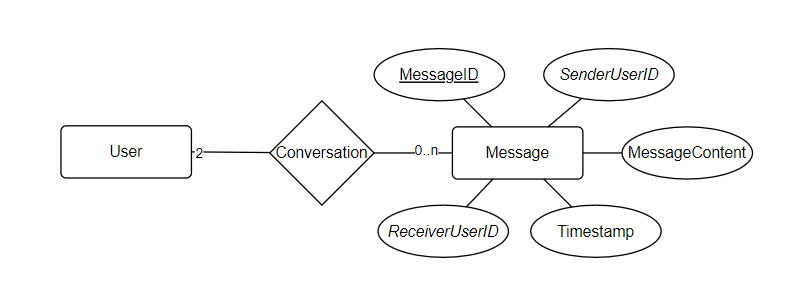 MessageID
SenderUserID
User
2
Conversation
0..n
Message
MessageContent
ReceiverUserID
Timestamp